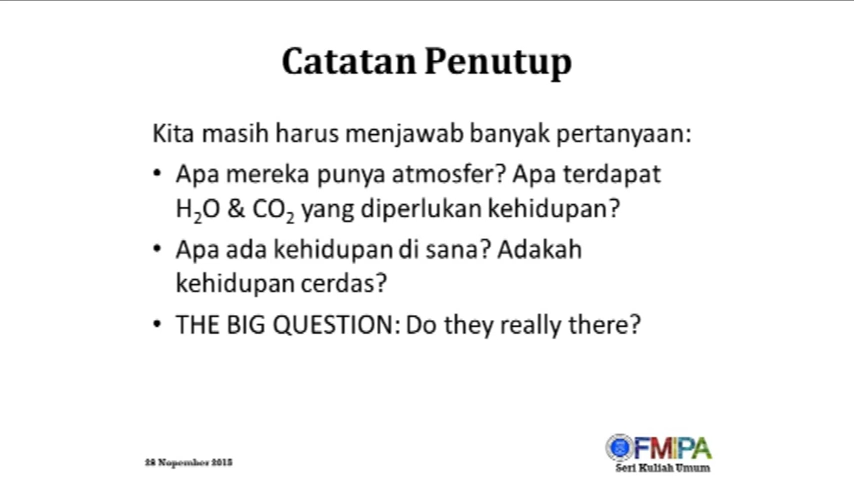 Catatan Penutup
Kita masih harus menjawab banyak pertanyaan:
• Apa mereka punya atmosfer? Apa terdapat
H₂O & CO₂ yang diperlukan kehidupan?
• Apa ada kehidupan di sana? Adakah
kehidupan cerdas?
• THE BIG QUESTION: Do they really there?
28 Nopember 2015
FMIPA
Seri Kuliah Umum